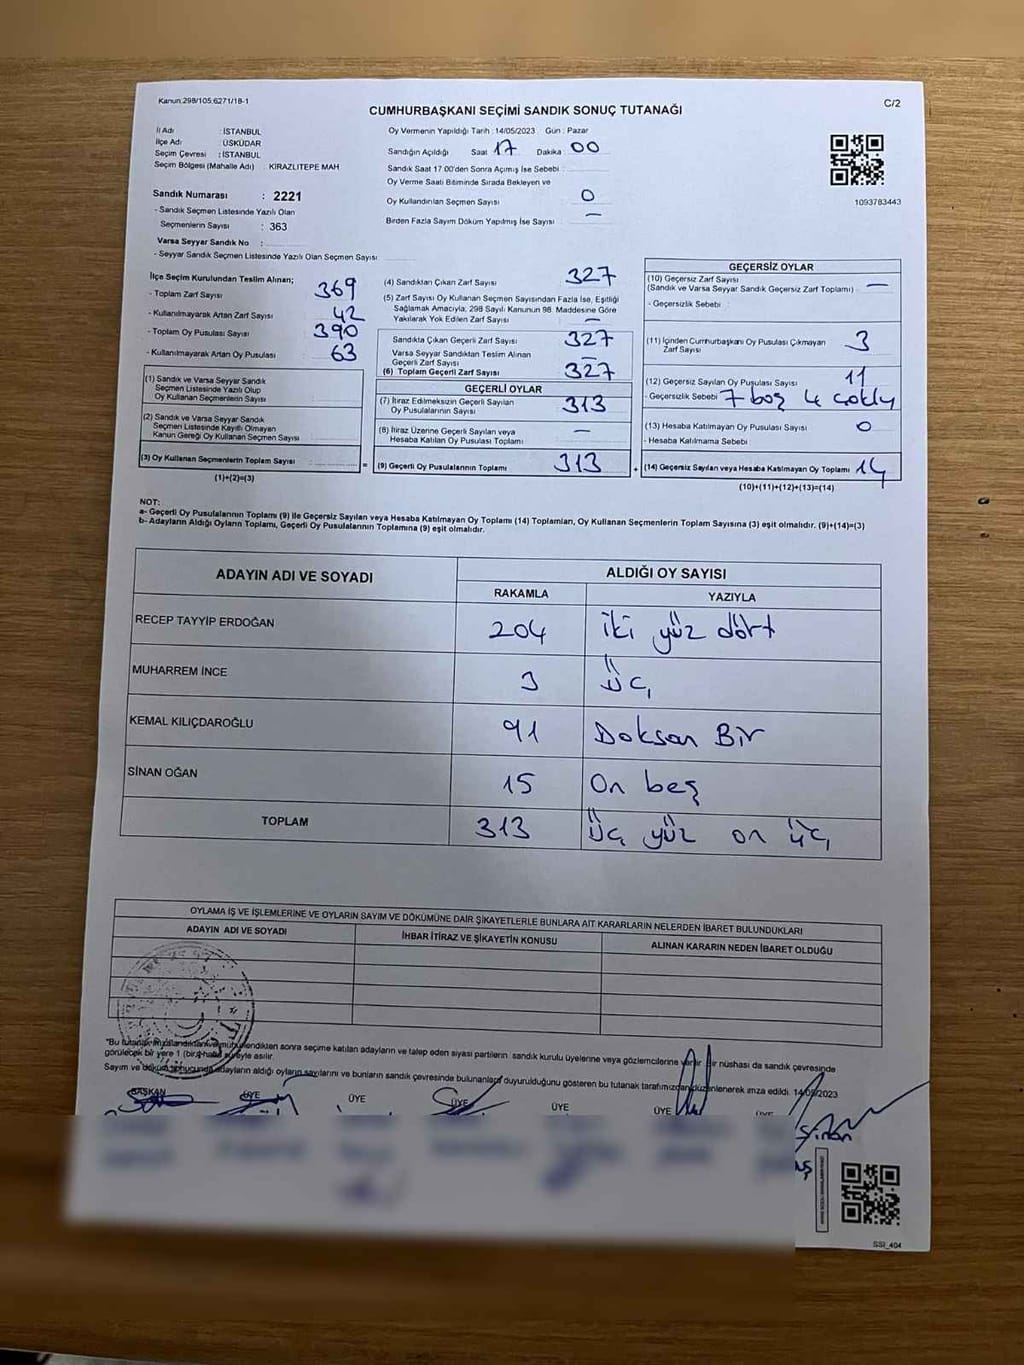 Kanun:298/105;6271/18-1
CUMHURBAŞKANI SEÇİMİ SANDIK SONUÇ TUTANAĞI
C/2
İl Adı : İSTANBUL
İlçe Adı : ÜSKÜDAR
Seçim Çevresi : İSTANBUL
Seçim Bölgesi (Mahalle Adı) : KİRAZLITEPE MAH
Sandık Numarası : 2221
- Sandık Seçmen Listesinde Yazılı Olan
Seçmenlerin Sayısı : 363
Varsa Seyyar Sandık No :
- Seyyar Sandık Seçmen Listesinde Yazılı Olan Seçmen Sayısı
Oy Vermenin Yapıldığı Tarih :14/05/2023 Gün : Pazar
Sandığın Açıldığı Saat 17 Dakika 00
Sandık Saat 17:00'den Sonra Açımış İse Sebebi :
Oy Verme Saati Bitiminde Sırada Bekleyen ve
Oy Kullandırılan Seçmen Sayısı 0
Birden Fazla Sayım Döküm Yapılmış İse Sayısı —
1093783443
İlçe Seçim Kurulundan Teslim Alınan;
- Toplam Zarf Sayısı 369
- Kullanılmayarak Artan Zarf Sayısı 42
- Toplam Oy Pusulası Sayısı 390
- Kullanılmayarak Artan Oy Pusulası 63
(1) Sandık ve Varsa Seyyar Sandık
Seçmen Listesinde Yazılı Olup
Oy Kullanan Seçmenlerin Sayısı
(2) Sandık ve Varsa Seyyar Sandık
Seçmen Listesinde Kayıtlı Olmayan
Kanun Gereği Oy Kullanan Seçmen Sayısı
(3) Oy Kullanan Seçmenlerin Toplam Sayısı
(1)+(2)=(3)
(4) Sandıktan Çıkan Zarf Sayısı 327
(5) Zarf Sayısı Oy Kullanan Seçmen Sayısından Fazla İse, Eşitliği
Sağlamak Amacıyla; 298 Sayılı Kanunun 98. Maddesine Göre
Yakılarak Yok Edilen Zarf Sayısı —
Sandıkta Çıkan Geçerli Zarf Sayısı 327
Varsa Seyyar Sandıktan Teslim Alınan
Geçerli Zarf Sayısı —
(6) Toplam Geçerli Zarf Sayısı 327
GEÇERLİ OYLAR
(7) İtiraz Edilmeksizin Geçerli Sayılan
Oy Pusulalarının Sayısı 313
(8) İtiraz Üzerine Geçerli Sayılan veya
Hesaba Katılan Oy Pusulası Toplamı —
= (9) Geçerli Oy Pusulalarının Toplamı 313
GEÇERSİZ OYLAR
(10) Geçersiz Zarf Sayısı
(Sandık ve Varsa Seyyar Sandık Geçersiz Zarf Toplamı) —
- Geçersizlik Sebebi :
(11) İçinden Cumhurbaşkanı Oy Pusulası Çıkmayan
Zarf Sayısı 3
(12) Geçersiz Sayılan Oy Pusulası Sayısı 11
- Geçersizlik Sebebi 7 boş 4 çoklu
(13) Hesaba Katılmayan Oy Pusulası Sayısı 0
- Hesaba Katılmama Sebebi
+ (14) Geçersiz Sayılan veya Hesaba Katılmayan Oy Toplamı 14
(10)+(11)+(12)+(13)=(14)
NOT:
a- Geçerli Oy Pusulalarının Toplamı (9) ile Geçersiz Sayılan veya Hesaba Katılmayan Oy Toplamı (14) Toplamları, Oy Kullanan Seçmenlerin Toplam Sayısına (3) eşit olmalıdır. (9)+(14)=(3)
b- Adayların Aldığı Oyların Toplamı, Geçerli Oy Pusulalarının Toplamına (9) eşit olmalıdır.
ADAYIN ADI VE SOYADI ALDIĞI OY SAYISI
RAKAMLA YAZIYLA
RECEP TAYYİP ERDOĞAN 204 iki yüz dört
MUHARREM İNCE 3 üç
KEMAL KILIÇDAROĞLU 91 Doksan Bir
SİNAN OĞAN 15 On beş
TOPLAM 313 Üç yüz on üç
OYLAMA İŞ VE İŞLEMLERİNE VE OYLARIN SAYIM VE DÖKÜMÜNE DAİR ŞİKAYETLERLE BUNLARA AİT KARARLARIN NELERDEN İBARET BULUNDUKLARI
ADAYIN ADI VE SOYADI İHBAR İTİRAZ VE ŞİKAYETİN KONUSU ALINAN KARARIN NEDEN İBARET OLDUĞU
sonra seçime katılan adayların ve talep eden siyasi partilerin sandık kurulu üyelerine veya gözlemcilerine bir nüshası da sandık çevresinde
görülecek bir yere 1 asılır.
Sayım ve döküm sonucunda adayların aldığı oyların sayılarını ve bunların sandık çevresinde bulunanlara duyurulduğunu gösteren bu tutanak tarafımızdan düzenlenerek imza edildi. 14/05/2023
BAŞKAN ÜYE ÜYE ÜYE ÜYE ÜYE ÜYE
Sinan
SSİ_404